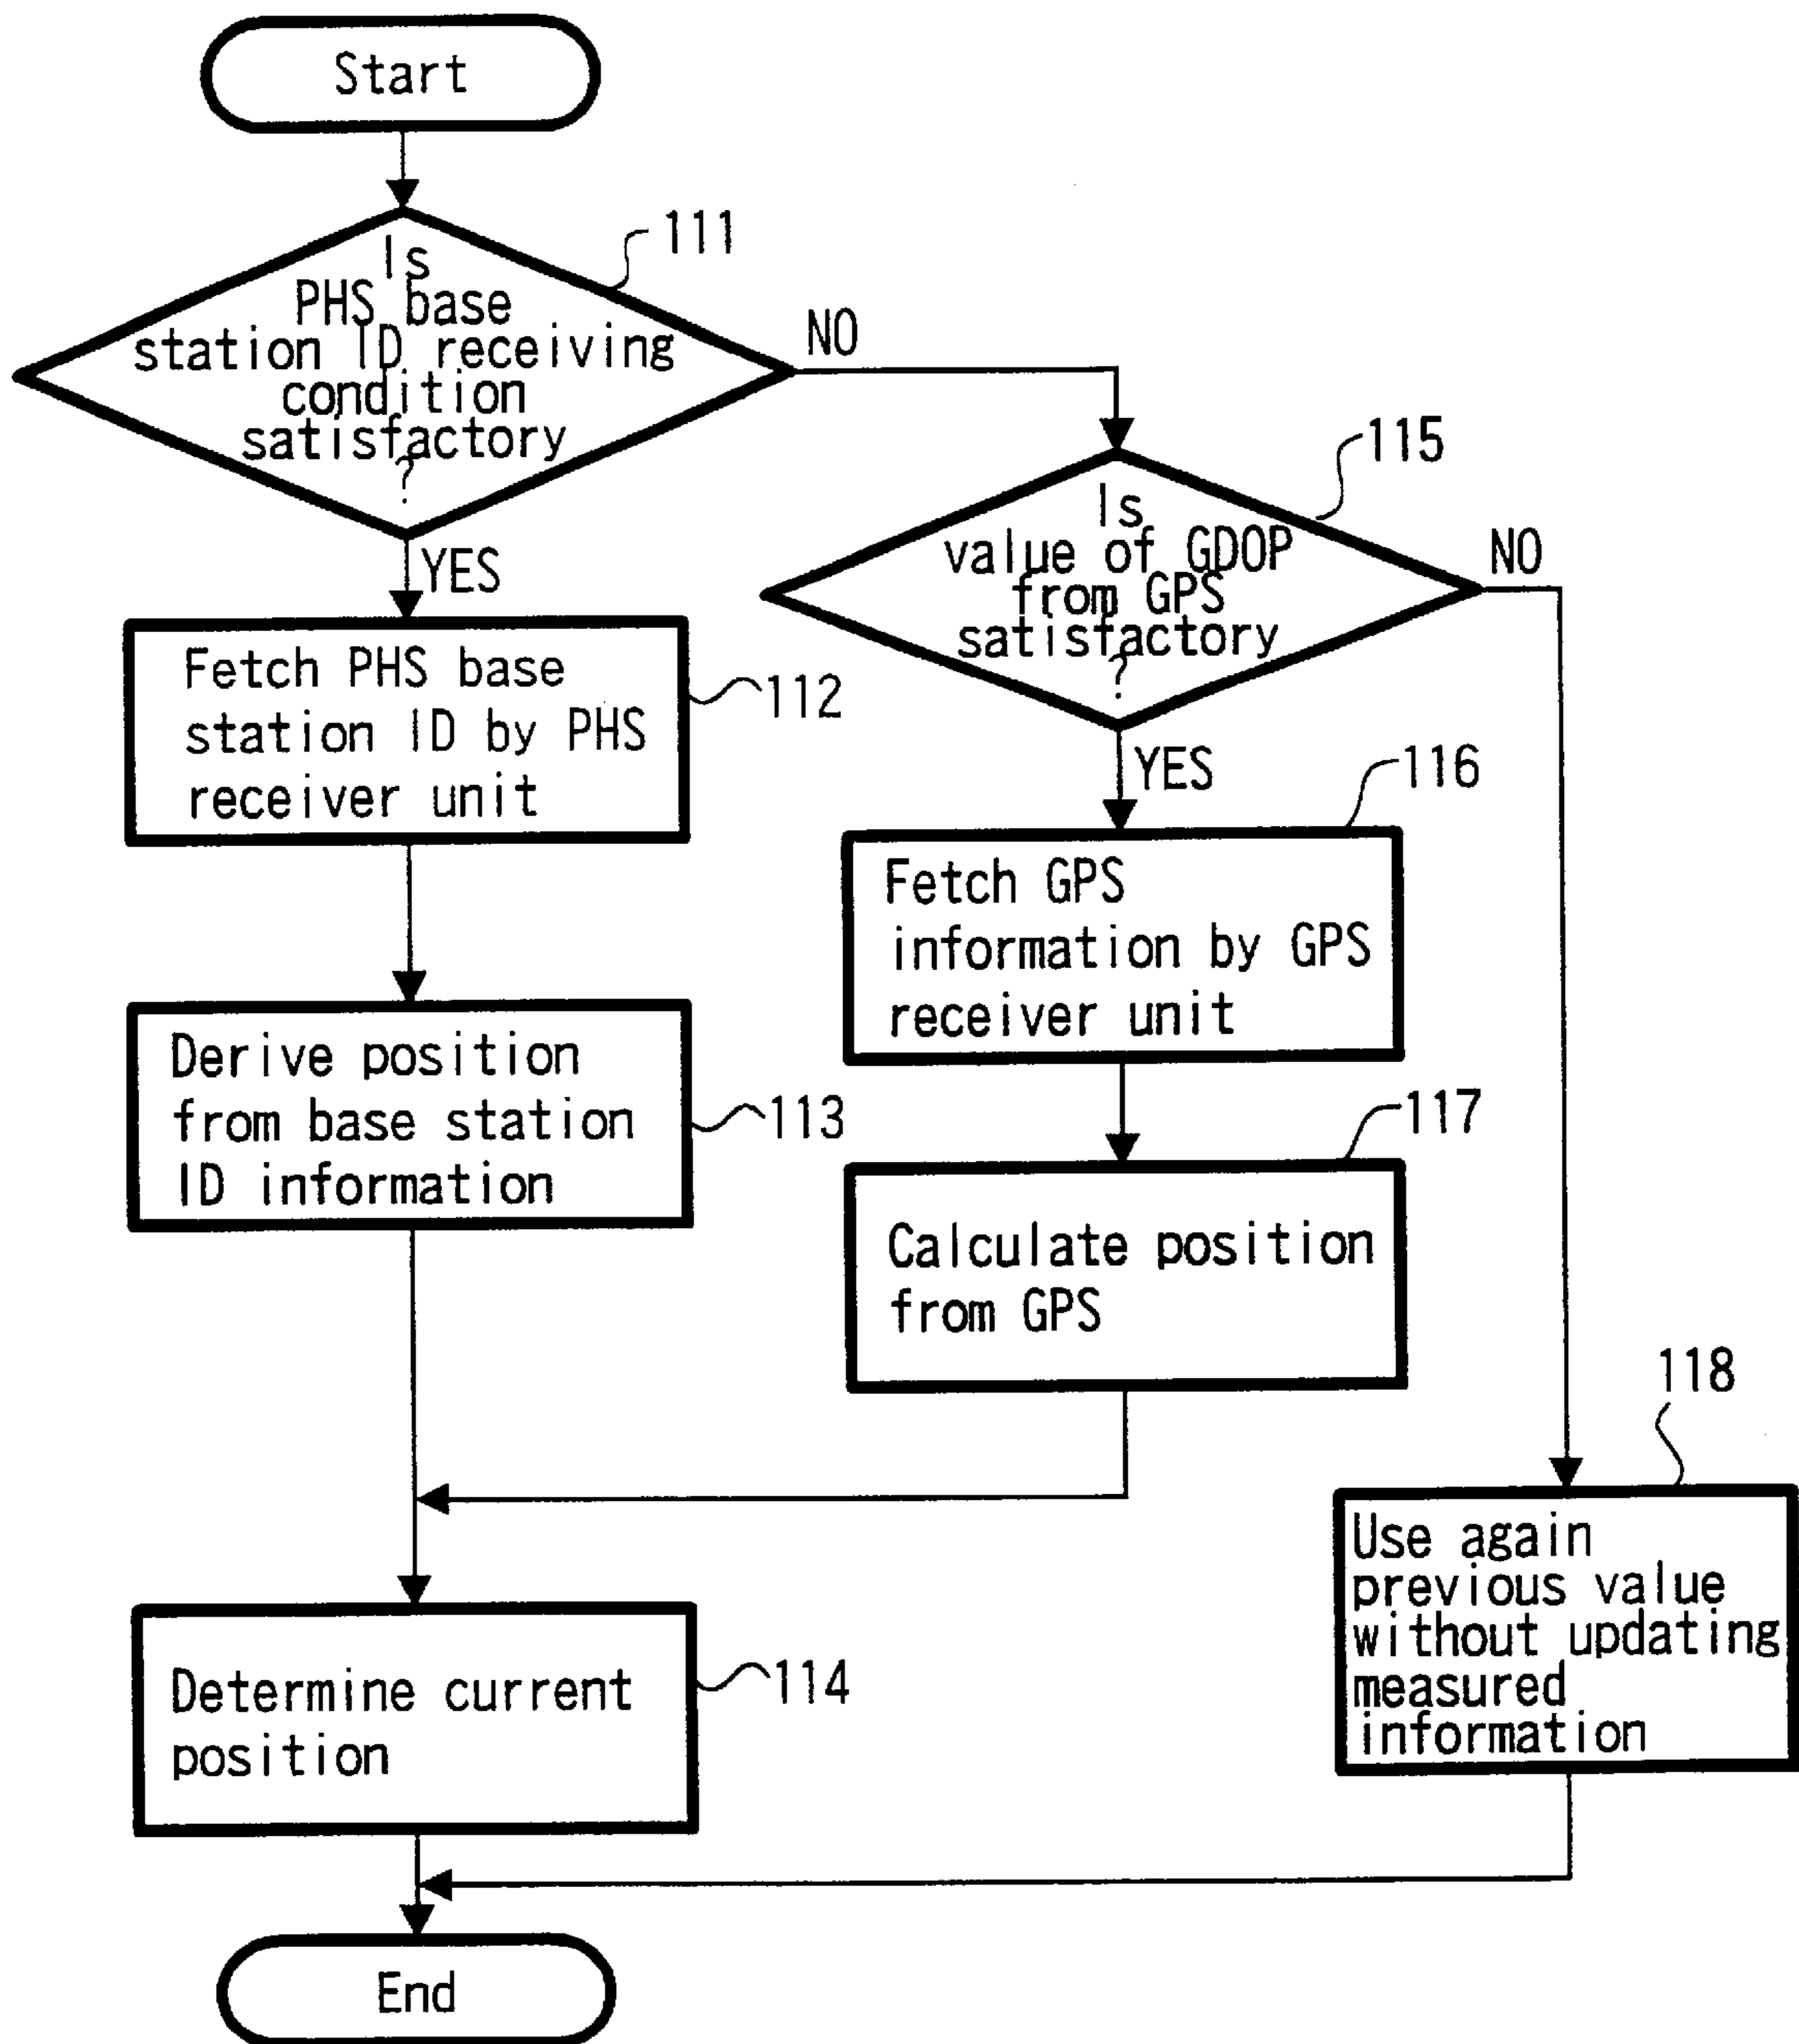 Start
111
Is
PHS base
station ID receiving
condition
satisfactory
?
NO
YES
115
Is
value of GDOP
from GPS
satisfactory
?
NO
YES
Fetch PHS base
station ID by PHS
receiver unit
112
116
Fetch GPS
information by GPS
receiver unit
Derive position
from base station
ID information
113
117
Calculate position
from GPS
118
Use again
previous value
without updating
measured
information
Determine current
position
114
End